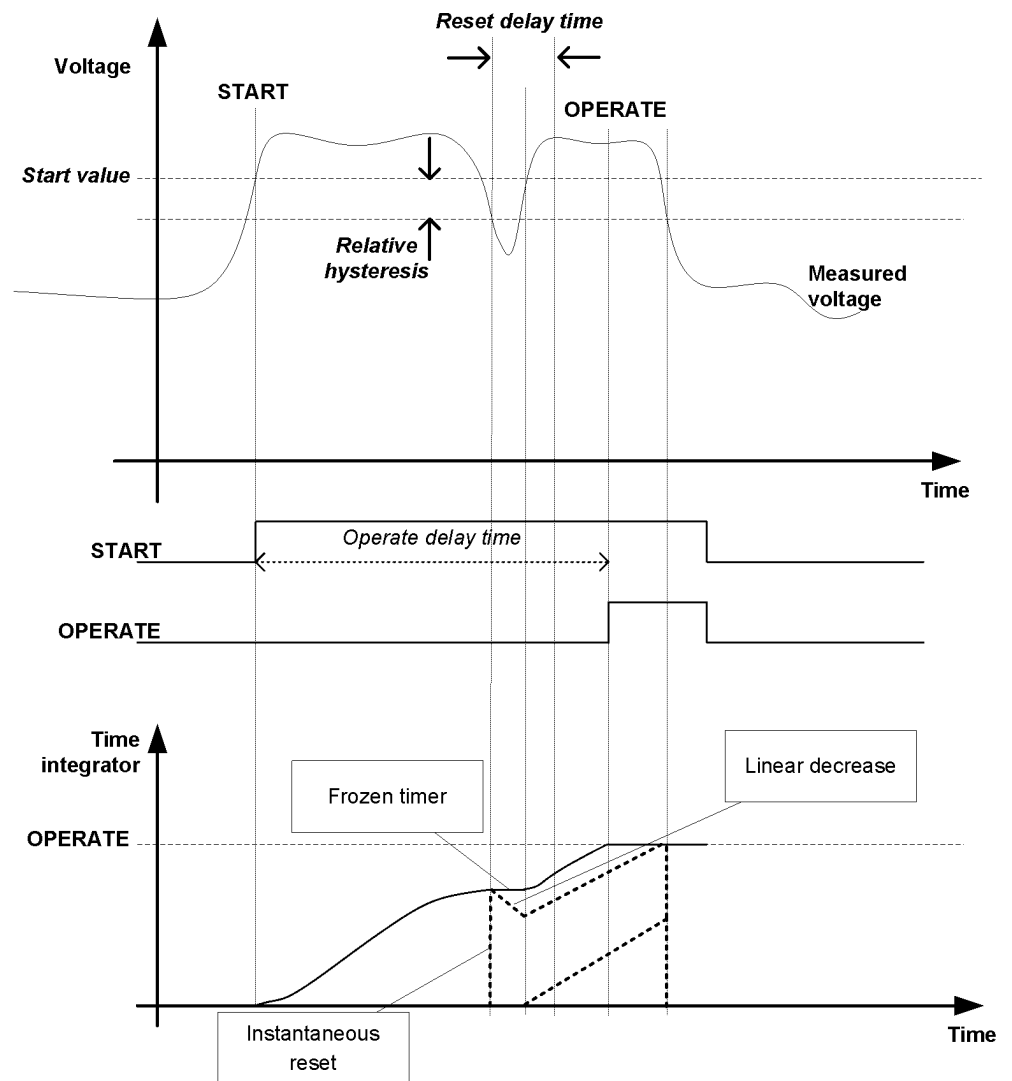 Reset delay time
Voltage
START
OPERATE
Start value
Relative
hysteresis
Measured
voltage
Time
START
Operate delay time
OPERATE
Time
integrator
Linear decrease
Frozen timer
OPERATE
Instantaneous
reset
Time